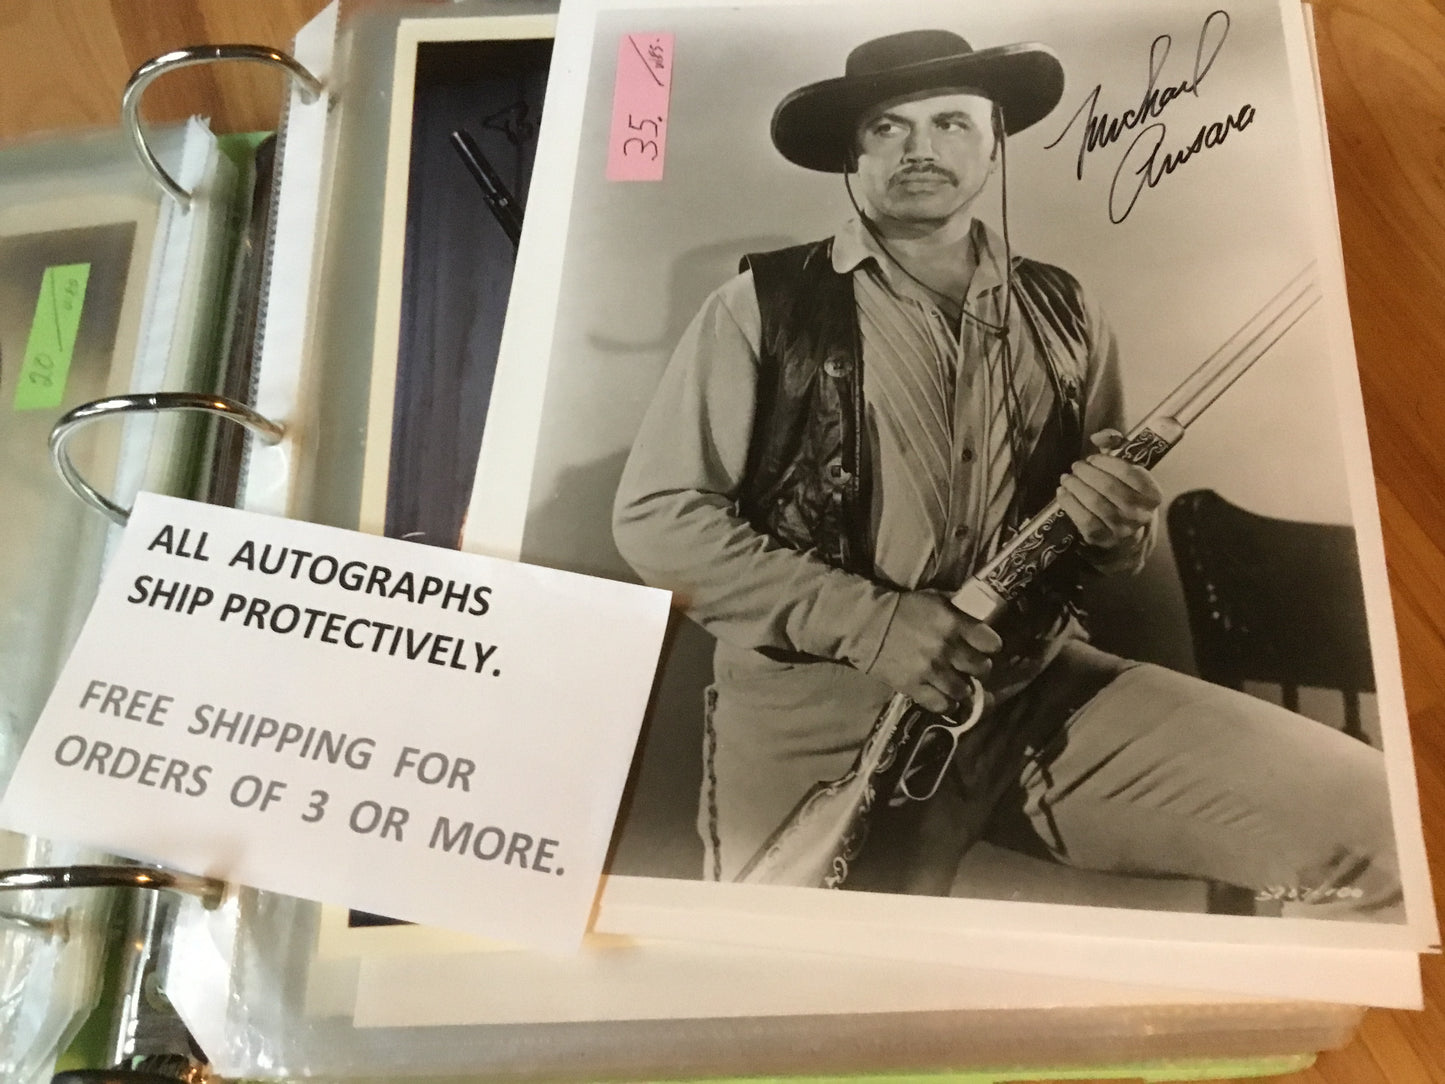 35.
Michael
Ansara
20
ALL AUTOGRAPHS
SHIP PROTECTIVELY.
FREE SHIPPING FOR
ORDERS OF 3 OR MORE.